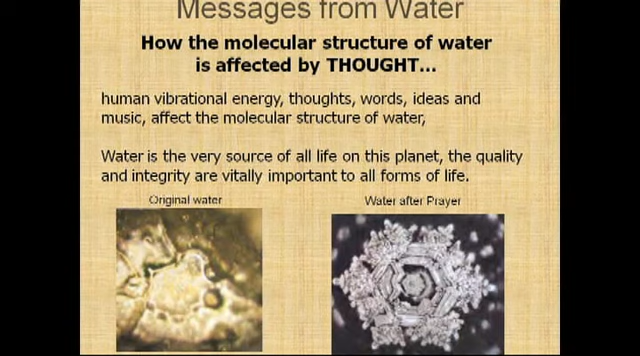 Messages from Water
How the molecular structure of water
is affected by THOUGHT...
human vibrational energy, thoughts, words, ideas and
music, affect the molecular structure of water,
Water is the very source of all life on this planet, the quality
and integrity are vitally important to all forms of life.
Original water
Water after Prayer